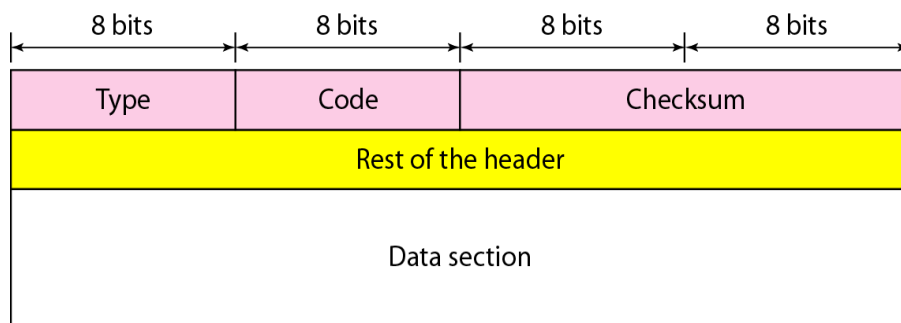 8 bits 8 bits 8 bits 8 bits
Type Code Checksum
Rest of the header
Data section